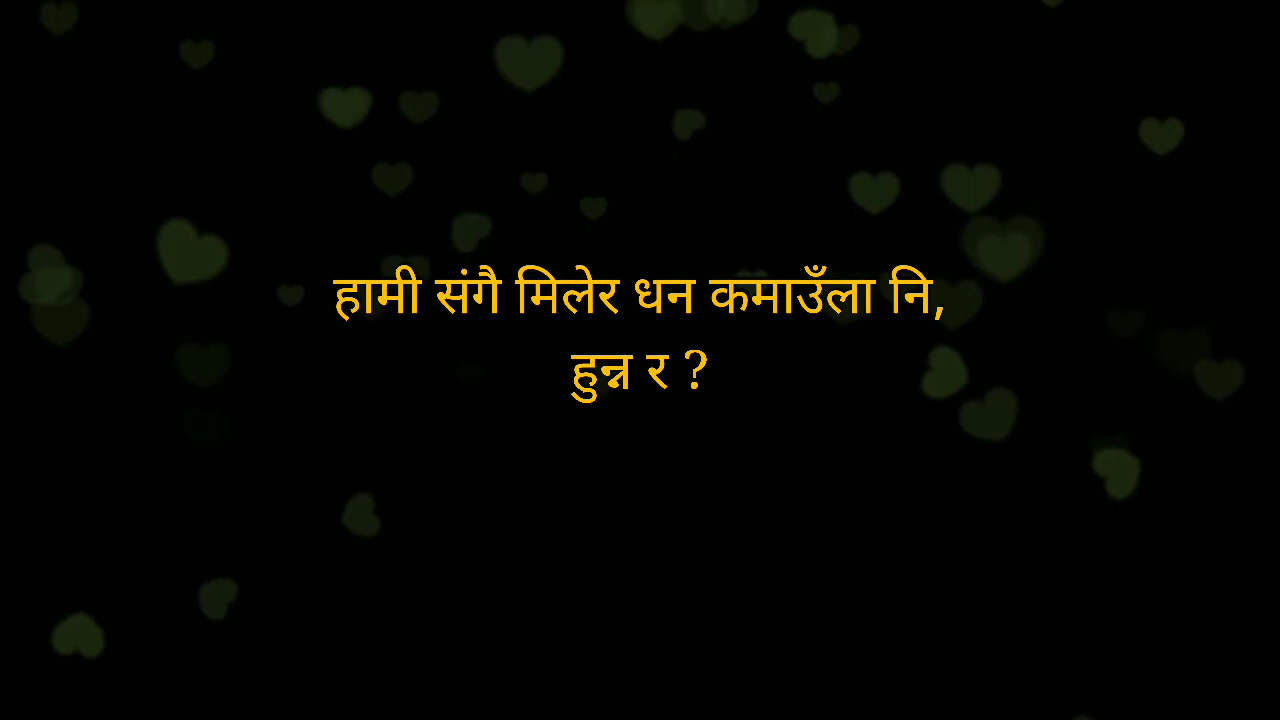 हामी संगै मिलेर धन कमाउँला नि,
हुन्न र ?